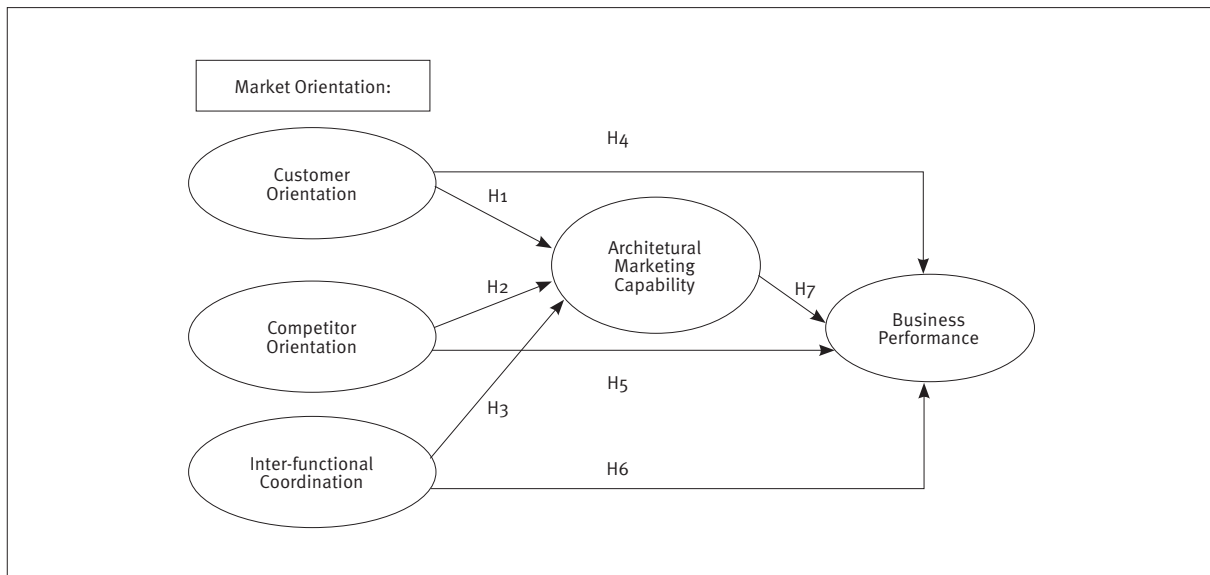 Market Orientation:
H4
Customer
Orientation
H1
Architetural
Marketing
Capability
H2
H7
Competitor
Orientation
Business
Performance
H5
H3
Inter-functional
Coordination
H6